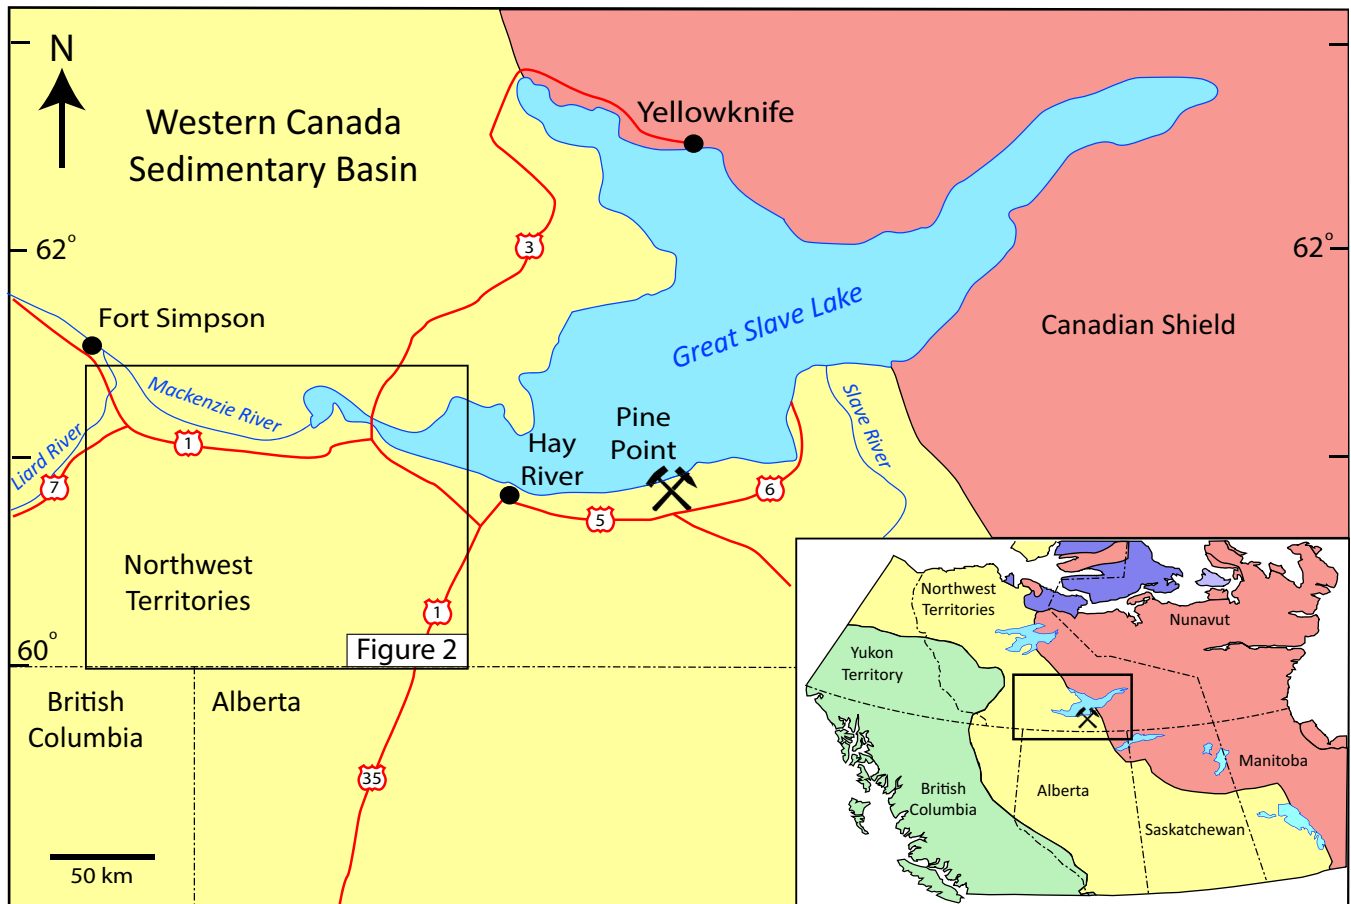 N
Western Canada
Sedimentary Basin
Yellowknife
62°
62°
3
Fort Simpson
Great Slave Lake
Canadian Shield
Mackenzie River
Slave River
Liard River
Pine
Point
Hay
River
1
7
6
5
Northwest
Territories
1
Figure 2
60°
British
Columbia
Alberta
35
50 km
Northwest
Territories
Nunavut
Yukon
Territory
Manitoba
British
Columbia
Alberta
Saskatchewan